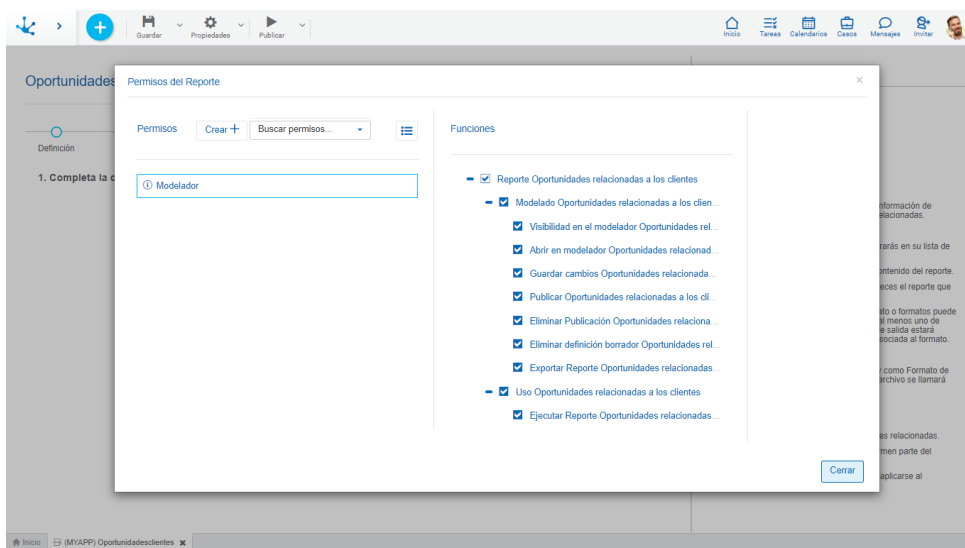 Guardar
Propiedades
Publicar
Inicio
Tareas
Calendarios
Casos
Mensajes
Invitar
Oportunidades
Definición
1. Completa la d
Permisos del Reporte
×
Permisos
Crear +
Buscar permisos...
Modelador
Funciones
Reporte Oportunidades relacionadas a los clientes
Modelado Oportunidades relacionadas a los clien...
Visibilidad en el modelador Oportunidades rel...
Abrir en modelador Oportunidades relacionad...
Guardar cambios Oportunidades relacionada...
Publicar Oportunidades relacionadas a los cli...
Eliminar Publicación Oportunidades relaciona...
Eliminar definición borrador Oportunidades rel...
Exportar Reporte Oportunidades relacionadas...
Uso Oportunidades relacionadas a los clientes
Ejecutar Reporte Oportunidades relacionadas...
Cerrar
nformación de
elacionadas.
rarás en su lista de
ntenido del reporte.
eces el reporte que
to o formatos puede
al menos uno de
e salida estará
sociada al formato.
como Formato de
archivo se llamará
es relacionadas.
men parte del
aplicarse al
Inicio
(MYAPP) Oportunidadesclientes